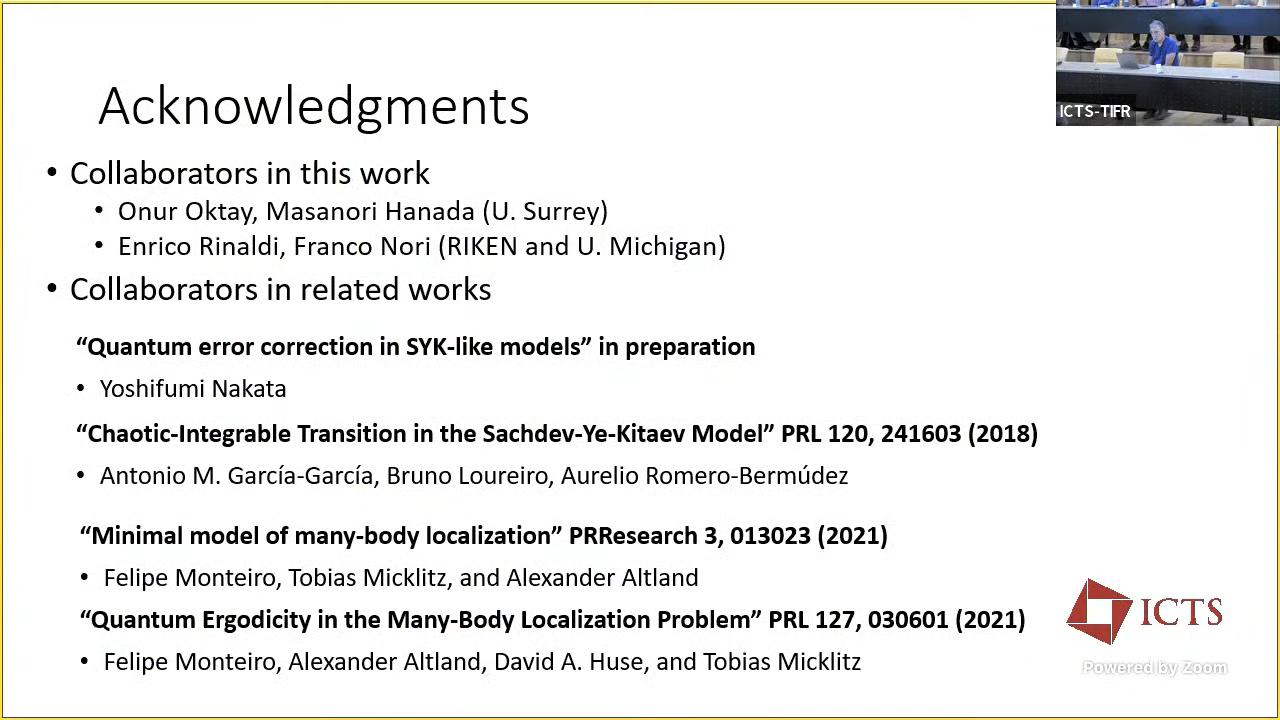 Acknowledgments
ICTS-TIFR
• Collaborators in this work
• Onur Oktay, Masanori Hanada (U. Surrey)
• Enrico Rinaldi, Franco Nori (RIKEN and U. Michigan)
• Collaborators in related works
“Quantum error correction in SYK-like models” in preparation
• Yoshifumi Nakata
“Chaotic-Integrable Transition in the Sachdev-Ye-Kitaev Model” PRL 120, 241603 (2018)
• Antonio M. García-García, Bruno Loureiro, Aurelio Romero-Bermúdez
“Minimal model of many-body localization” PRResearch 3, 013023 (2021)
• Felipe Monteiro, Tobias Micklitz, and Alexander Altland
“Quantum Ergodicity in the Many-Body Localization Problem” PRL 127, 030601 (2021)
• Felipe Monteiro, Alexander Altland, David A. Huse, and Tobias Micklitz
ICTS
Powered by Zoom